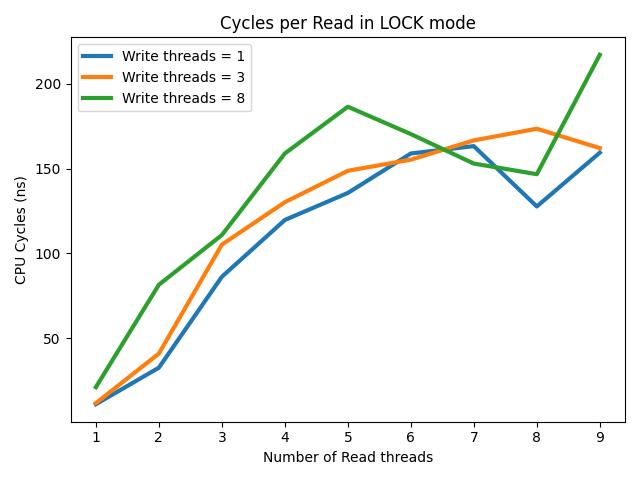 Cycles per Read in LOCK mode
Write threads = 1
Write threads = 3
Write threads = 8
CPU Cycles (ns)
200
150
100
50
1 2 3 4 5 6 7 8 9
Number of Read threads